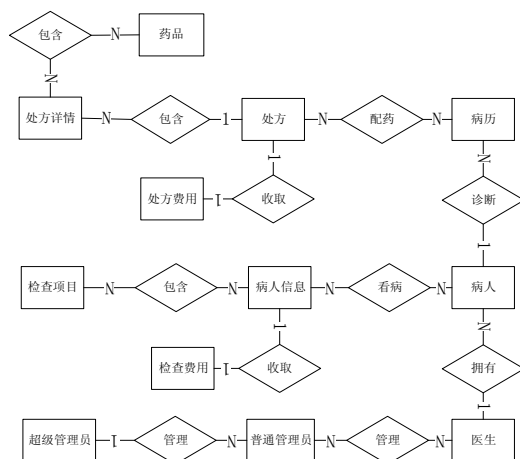 包含 N 药品
N
处方详情 N 包含 1 处方 N 配药 N 病历
1 N
处方费用 1 收取 诊断
1
检查项目 N 包含 N 病人信息 N 看病 N 病人
1 N
检查费用 1 收取 拥有
1
超级管理员 1 管理 N 普通管理员 N 管理 N 医生